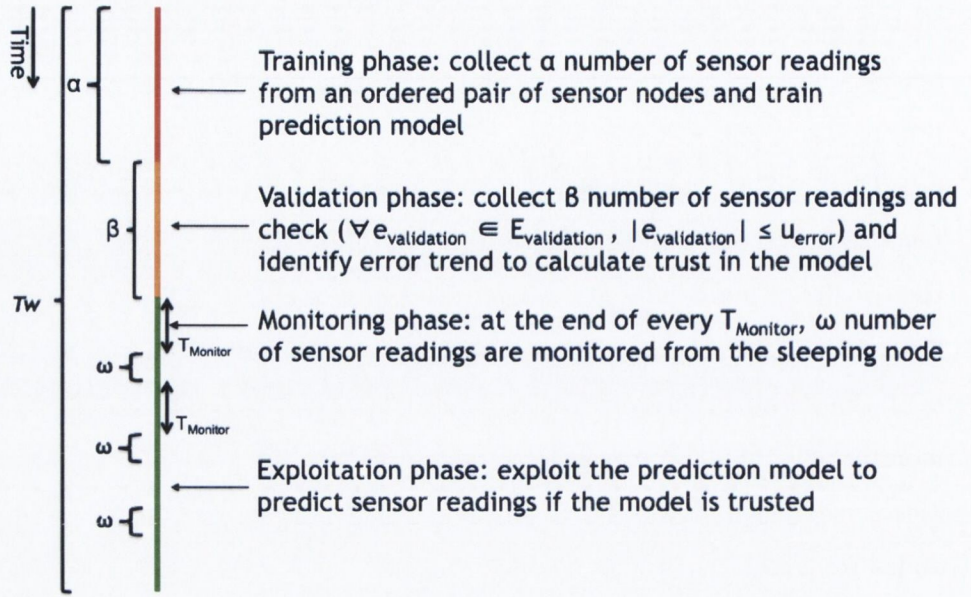 Time
α
Training phase: collect α number of sensor readings
from an ordered pair of sensor nodes and train
prediction model
β
Validation phase: collect β number of sensor readings and
check (∀ e_validation ∈ E_validation , |e_validation| ≤ u_error) and
identify error trend to calculate trust in the model
Tw
Monitoring phase: at the end of every T_Monitor, ω number
of sensor readings are monitored from the sleeping node
T_Monitor
ω
T_Monitor
ω
Exploitation phase: exploit the prediction model to
predict sensor readings if the model is trusted
ω